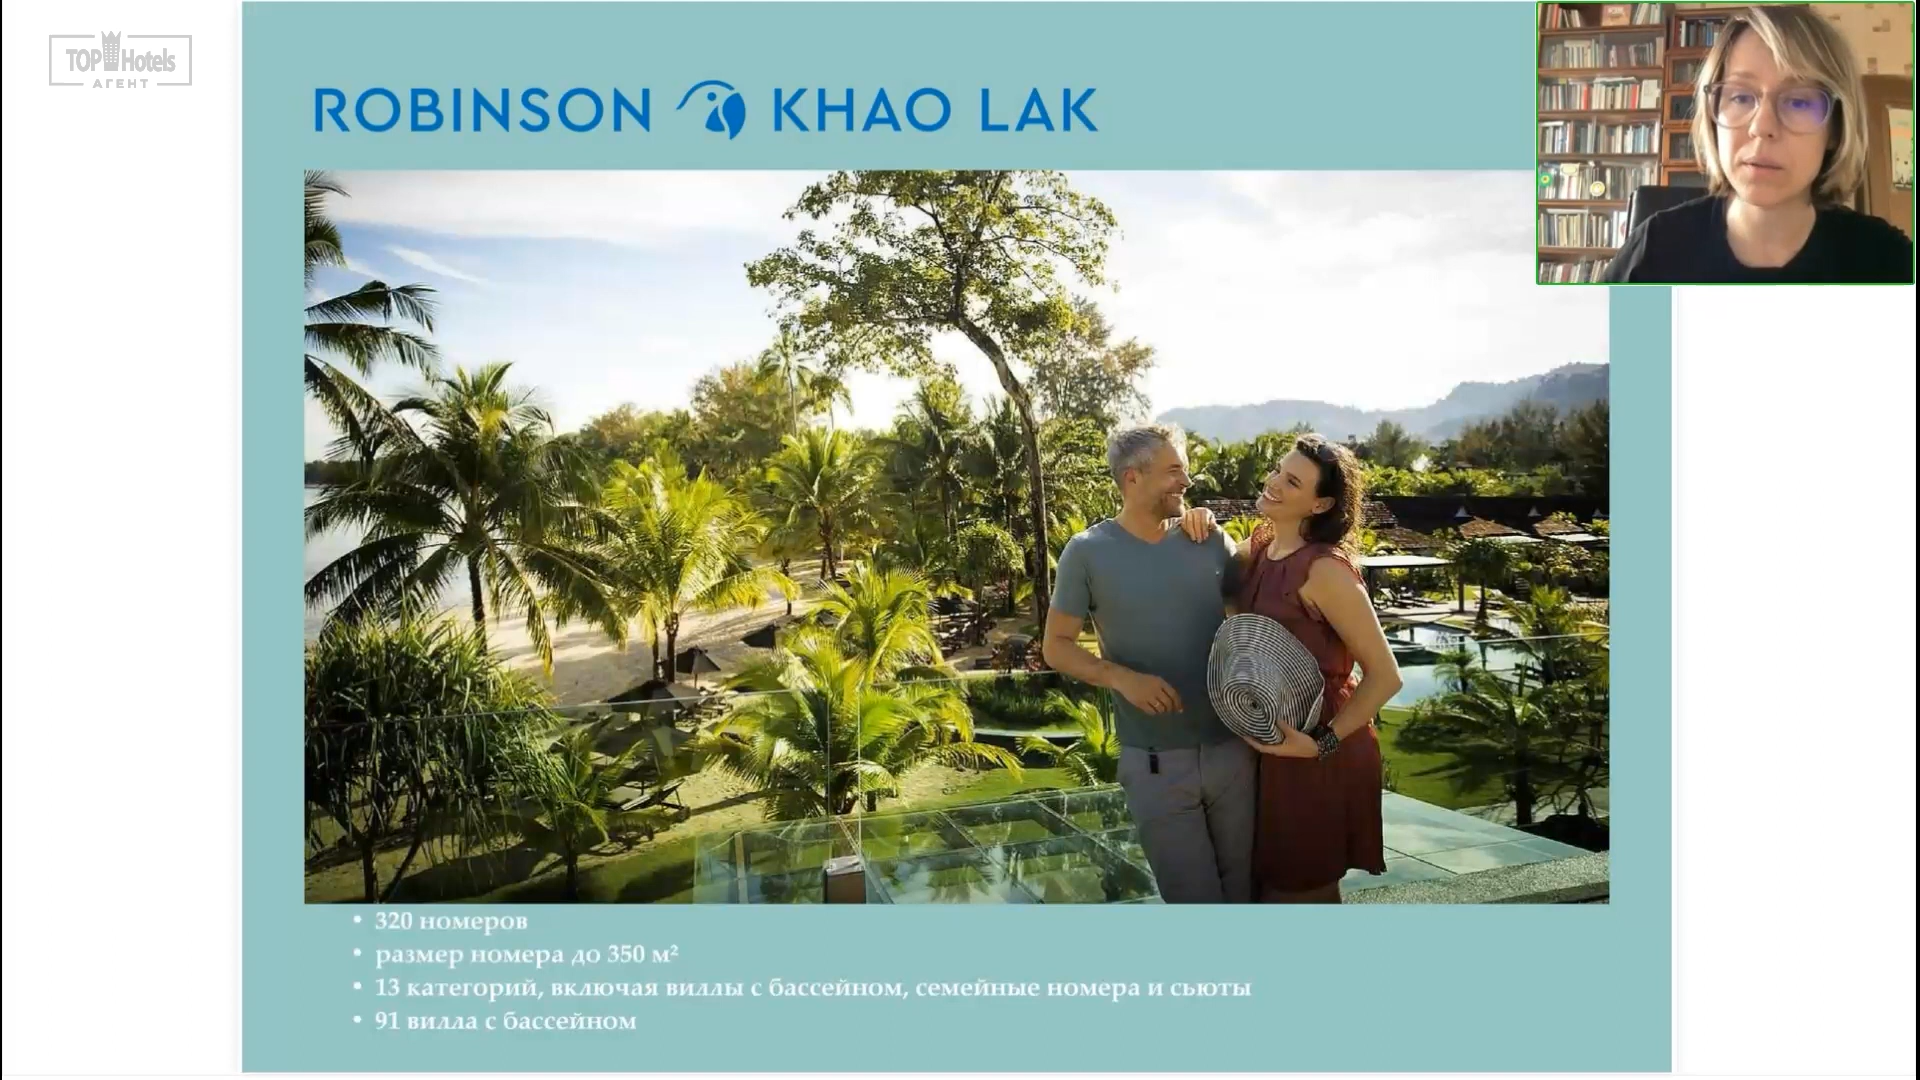 TOP Hotels
АГЕНТ
ROBINSON KHAO LAK
• 320 номеров
• размер номера до 350 м²
• 13 категорий, включая виллы с бассейном, семейные номера и сьюты
• 91 вилла с бассейном